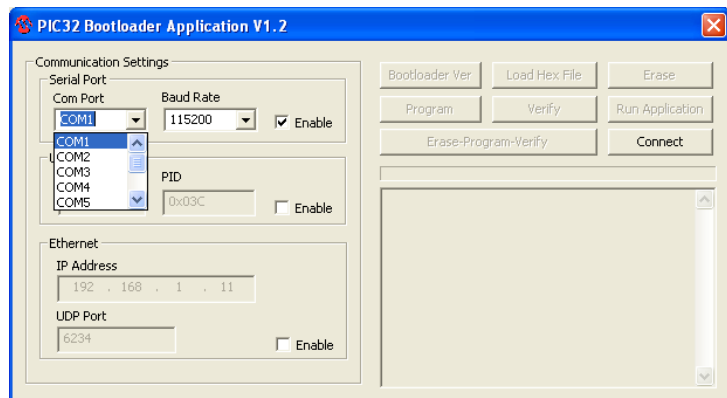 PIC32 Bootloader Application V1.2
Communication Settings
Serial Port
Com Port
Baud Rate
COM1
115200
Enable
COM1
COM2
COM3
COM4
COM5
PID
0x03C
Enable
Ethernet
IP Address
192 . 168 . 1 . 11
UDP Port
6234
Enable
Bootloader Ver
Load Hex File
Erase
Program
Verify
Run Application
Erase-Program-Verify
Connect